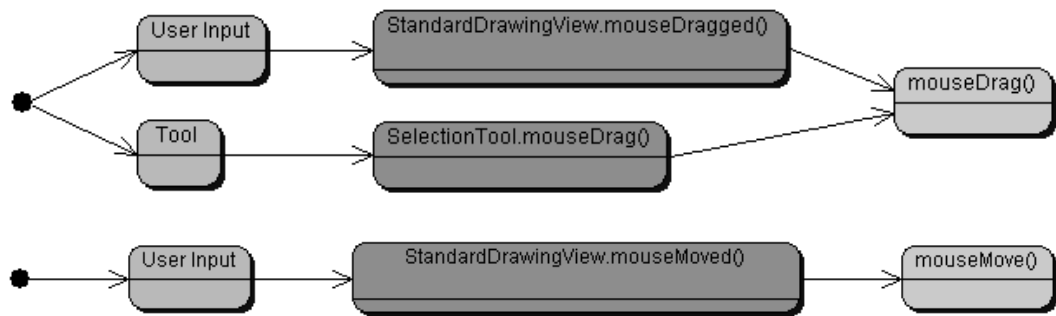 User Input
StandardDrawingView.mouseDragged()
mouseDrag()
Tool
SelectionTool.mouseDrag()
User Input
StandardDrawingView.mouseMoved()
mouseMove()